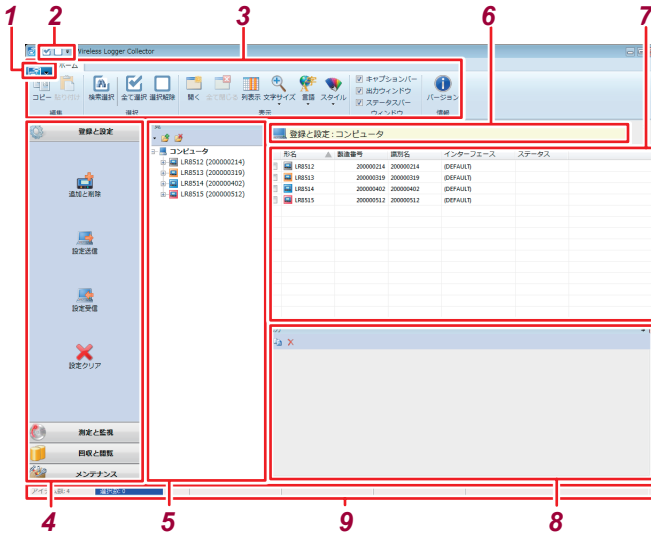 1
2
3
6
7
Wireless Logger Collector
ホーム
コピー
貼り付け
検索選択
全て選択
選択解除
開く
全て閉じる
列表示
文字サイズ
言語
スタイル
キャプションバー
出力ウィンドウ
ステータスバー
バージョン
編集
選択
表示
ウィンドウ
情報
登録と設定
追加と削除
設定送信
設定受信
設定クリア
測定と監視
回収と閲覧
メンテナンス
コンピュータ
LR8512 (200000214)
LR8513 (200000319)
LR8514 (200000402)
LR8515 (200000512)
登録と設定:コンピュータ
形名 製造番号 識別名 インターフェース ステータス
LR8512 200000214 200000214 (DEFAULT)
LR8513 200000319 200000319 (DEFAULT)
LR8514 200000402 200000402 (DEFAULT)
LR8515 200000512 200000512 (DEFAULT)
選択数: 0
4
5
9
8